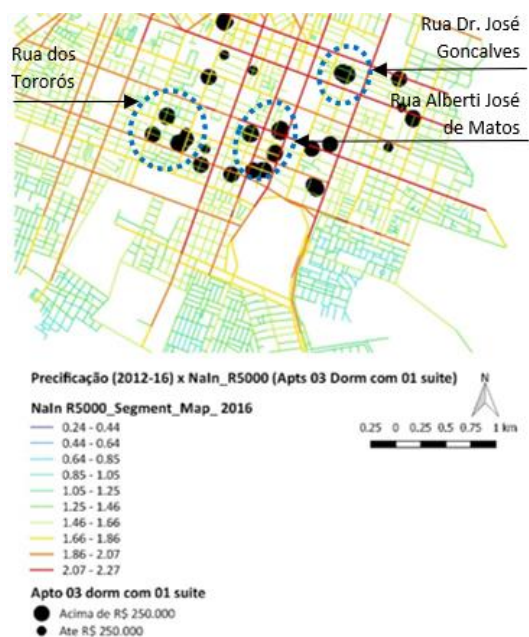 Rua Dr. José
Goncalves
Rua dos
Tororós
Rua Alberti José
de Matos
Precificação (2012-16) x NaIn_R5000 (Apts 03 Dorm com 01 suite)
N
NaIn R5000_Segment_Map_ 2016
0.24 - 0.44
0.44 - 0.64
0.64 - 0.85
0.85 - 1.05
1.05 - 1.25
1.25 - 1.46
1.46 - 1.66
1.66 - 1.86
1.86 - 2.07
2.07 - 2.27
0.25 0 0.25 0.5 0.75 1 km
Apto 03 dorm com 01 suite
Acima de R$ 250.000
Ate R$ 250.000